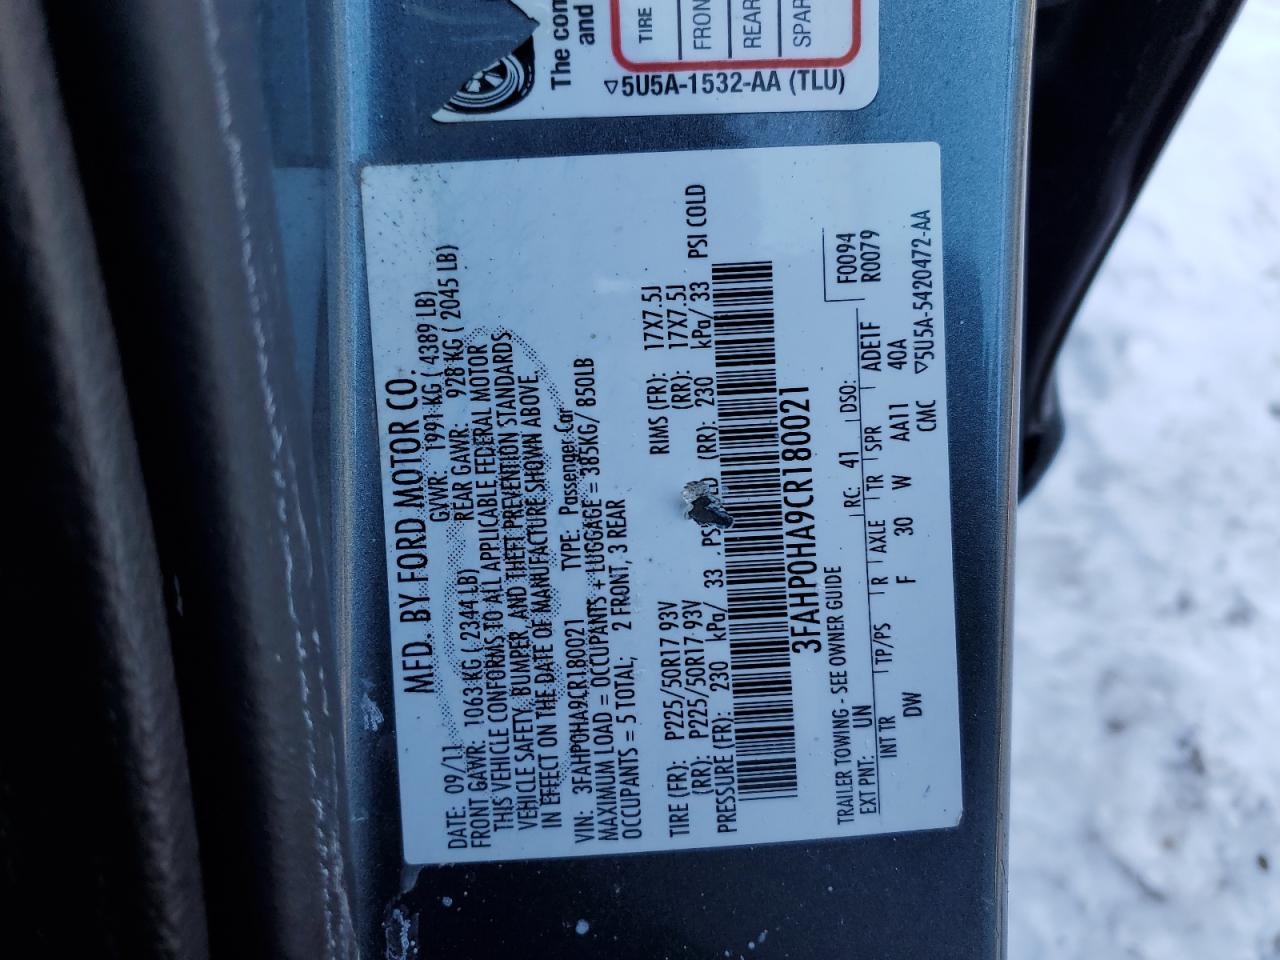 The com
and
TIRE
FRON
REAR
SPAR
▽5U5A-1532-AA (TLU)
MFD. BY FORD MOTOR CO.
DATE: 09/11 GVWR: 1991 KG ( 4389 LB)
FRONT GAWR: 1063 KG ( 2344 LB) REAR GAWR: 928 KG ( 2045 LB)
THIS VEHICLE CONFORMS TO ALL APPLICABLE FEDERAL MOTOR
VEHICLE SAFETY, BUMPER AND THEFT PREVENTION STANDARDS
IN EFFECT ON THE DATE OF MANUFACTURE SHOWN ABOVE.
VIN: 3FAHP0HA9CR180021 TYPE: Passenger Car
MAXIMUM LOAD = OCCUPANTS + LUGGAGE = 385KG/ 850LB
OCCUPANTS = 5 TOTAL, 2 FRONT, 3 REAR
TIRE (FR): P225/50R17 93V RIMS (FR): 17X7.5J
(RR): P225/50R17 93V (RR): 17X7.5J
PRESSURE (FR): 230 kPa/ 33 (RR): 230 kPa/ 33 PSI COLD
3FAHP0HA9CR180021
TRAILER TOWING - SEE OWNER GUIDE
F0094
EXT PNT: UN RC: 41 DSO: R0079
INT TR TP/PS R AXLE TR SPR ADE1F
DW F 30 W AA11 40A
CMC ▽5U5A-5420472-AA